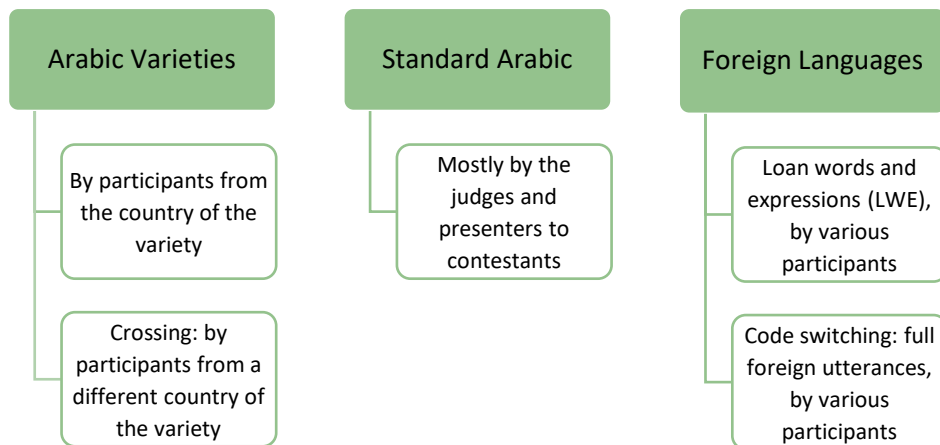 Arabic Varieties
By participants from
the country of the
variety
Crossing: by
participants from a
different country of
the variety
Standard Arabic
Mostly by the
judges and
presenters to
contestants
Foreign Languages
Loan words and
expressions (LWE),
by various
participants
Code switching: full
foreign utterances,
by various
participants